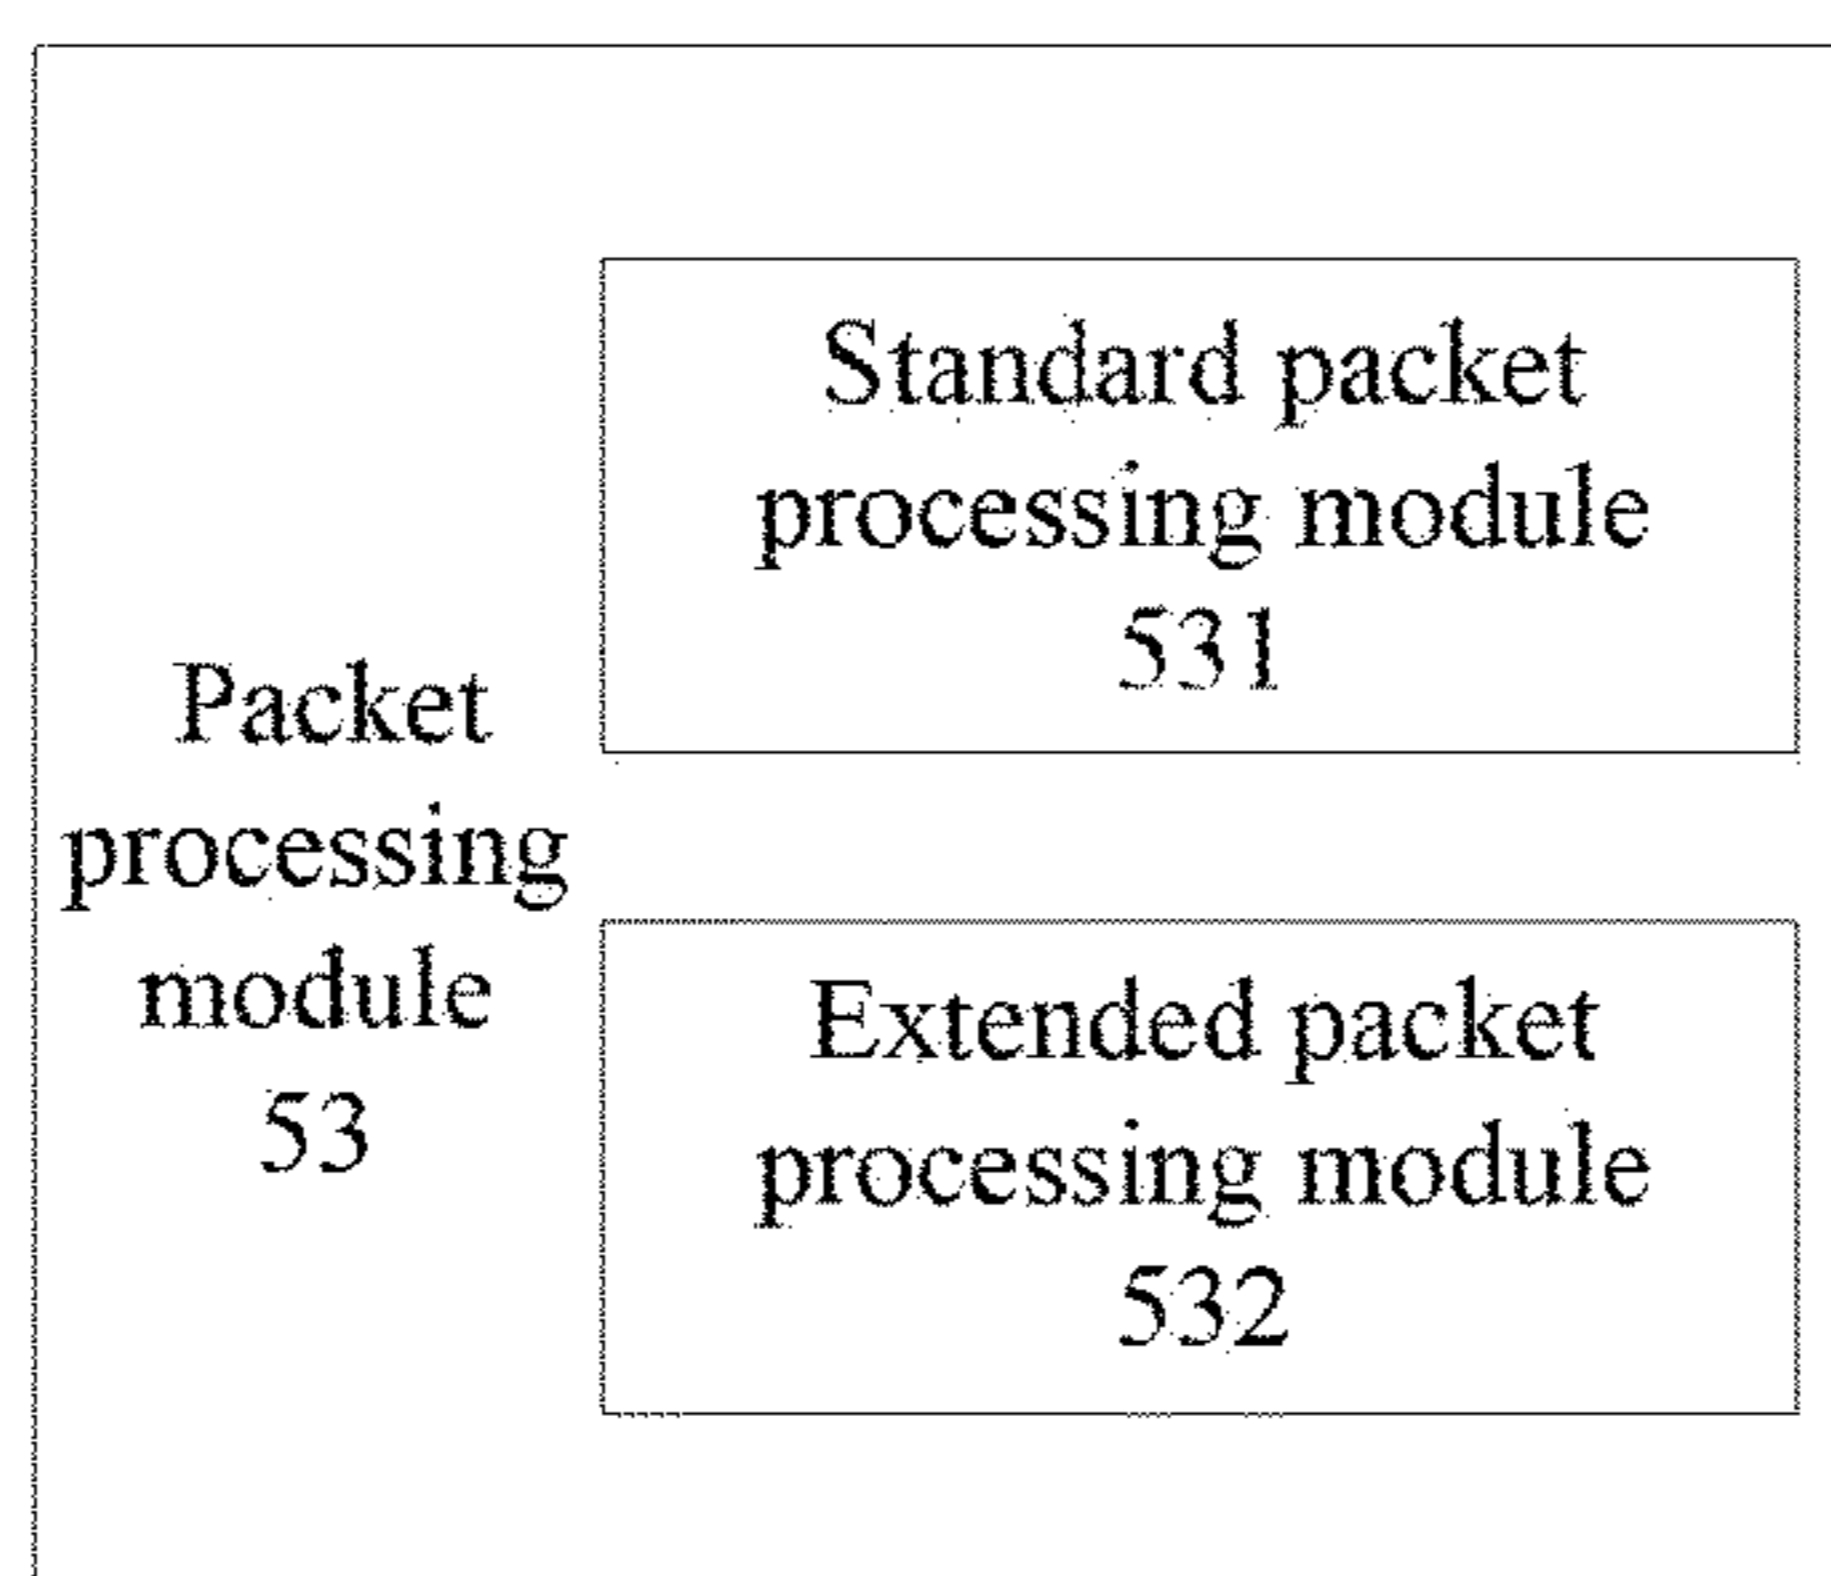 Packet
processing
module
53
Standard packet
processing module
531
Extended packet
processing module
532